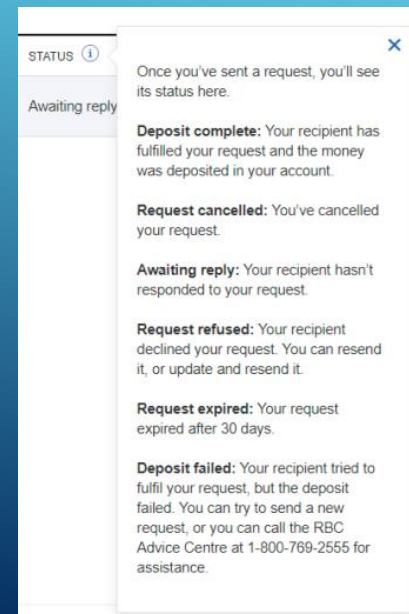 STATUS i
Awaiting reply
Once you've sent a request, you'll see
its status here.
Deposit complete: Your recipient has
fulfilled your request and the money
was deposited in your account.
Request cancelled: You've cancelled
your request.
Awaiting reply: Your recipient hasn't
responded to your request.
Request refused: Your recipient
declined your request. You can resend
it, or update and resend it.
Request expired: Your request
expired after 30 days.
Deposit failed: Your recipient tried to
fulfil your request, but the deposit
failed. You can try to send a new
request, or you can call the RBC
Advice Centre at 1-800-769-2555 for
assistance.